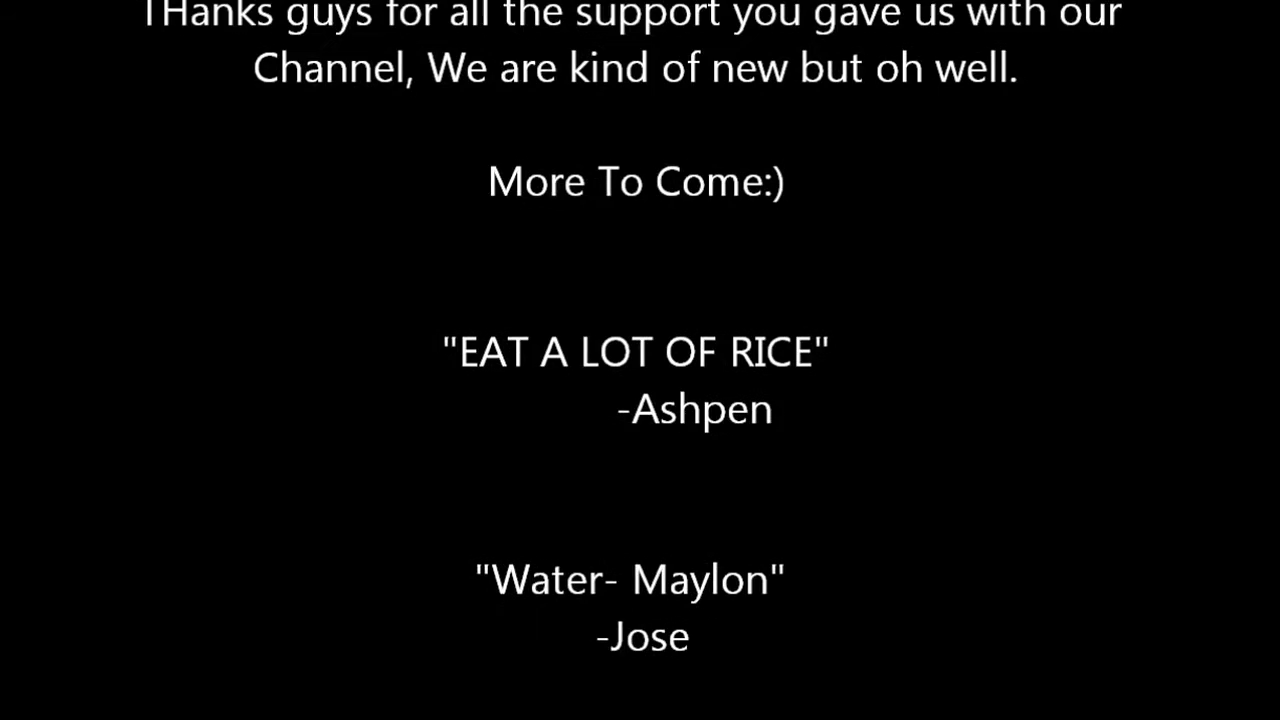 THanks guys for all the support you gave us with our
Channel, We are kind of new but oh well.
More To Come:)
"EAT A LOT OF RICE"
-Ashpen
"Water- Maylon"
-Jose